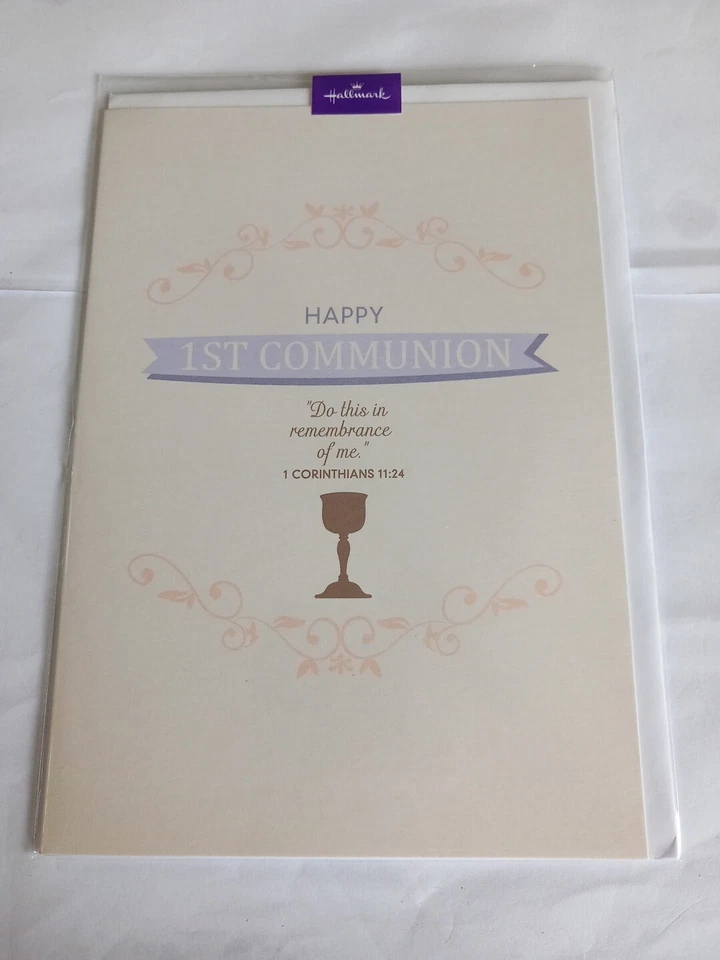 Hallmark
HAPPY
1ST COMMUNION
"Do this in
remembrance
of me."
1 CORINTHIANS 11:24